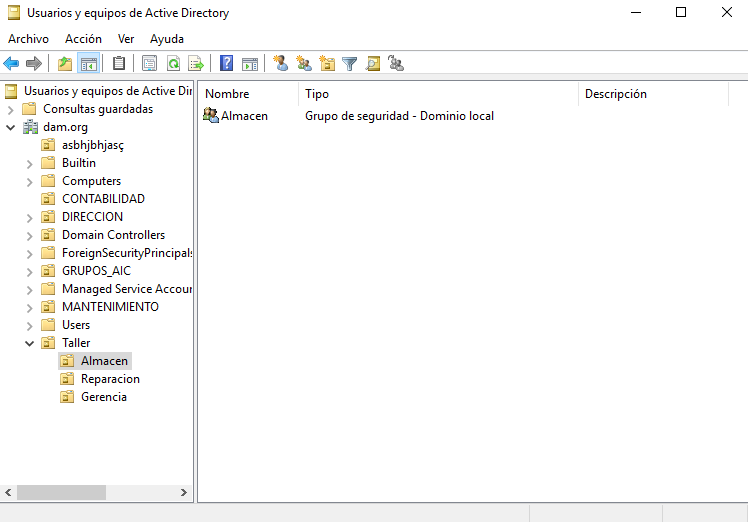 Usuarios y equipos de Active Directory
Archivo Acción Ver Ayuda
Usuarios y equipos de Active Dir
Consultas guardadas
dam.org
asbhjbhjasç
Builtin
Computers
CONTABILIDAD
DIRECCION
Domain Controllers
ForeignSecurityPrincipals
GRUPOS_AIC
Managed Service Accour
MANTENIMIENTO
Users
Taller
Almacen
Reparacion
Gerencia
Nombre Tipo Descripción
Almacen Grupo de seguridad - Dominio local